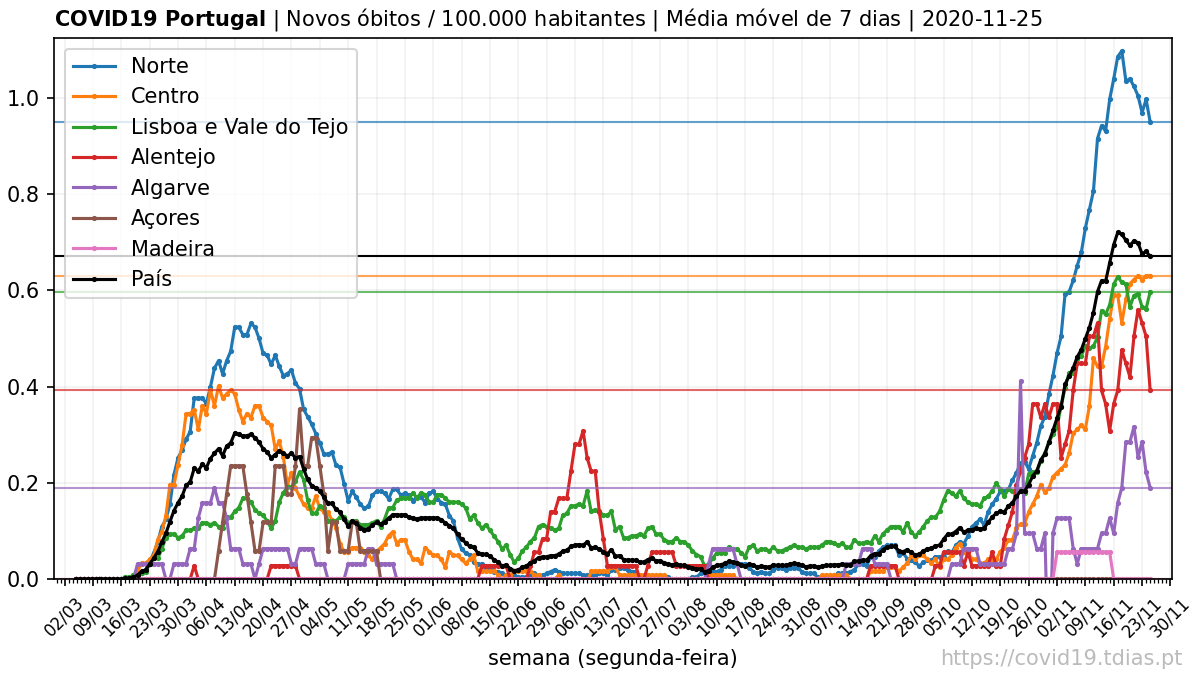 COVID19 Portugal | Novos óbitos / 100.000 habitantes | Média móvel de 7 dias | 2020-11-25
Norte
Centro
Lisboa e Vale do Tejo
Alentejo
Algarve
Açores
Madeira
País
1.0
0.8
0.6
0.4
0.2
0.0
02/03 09/03 16/03 23/03 30/03 06/04 13/04 20/04 27/04 04/05 11/05 18/05 25/05 01/06 08/06 15/06 22/06 29/06 06/07 13/07 20/07 27/07 03/08 10/08 17/08 24/08 31/08 07/09 14/09 21/09 28/09 05/10 12/10 19/10 26/10 02/11 09/11 16/11 23/11 30/11
semana (segunda-feira)
https://covid19.tdias.pt